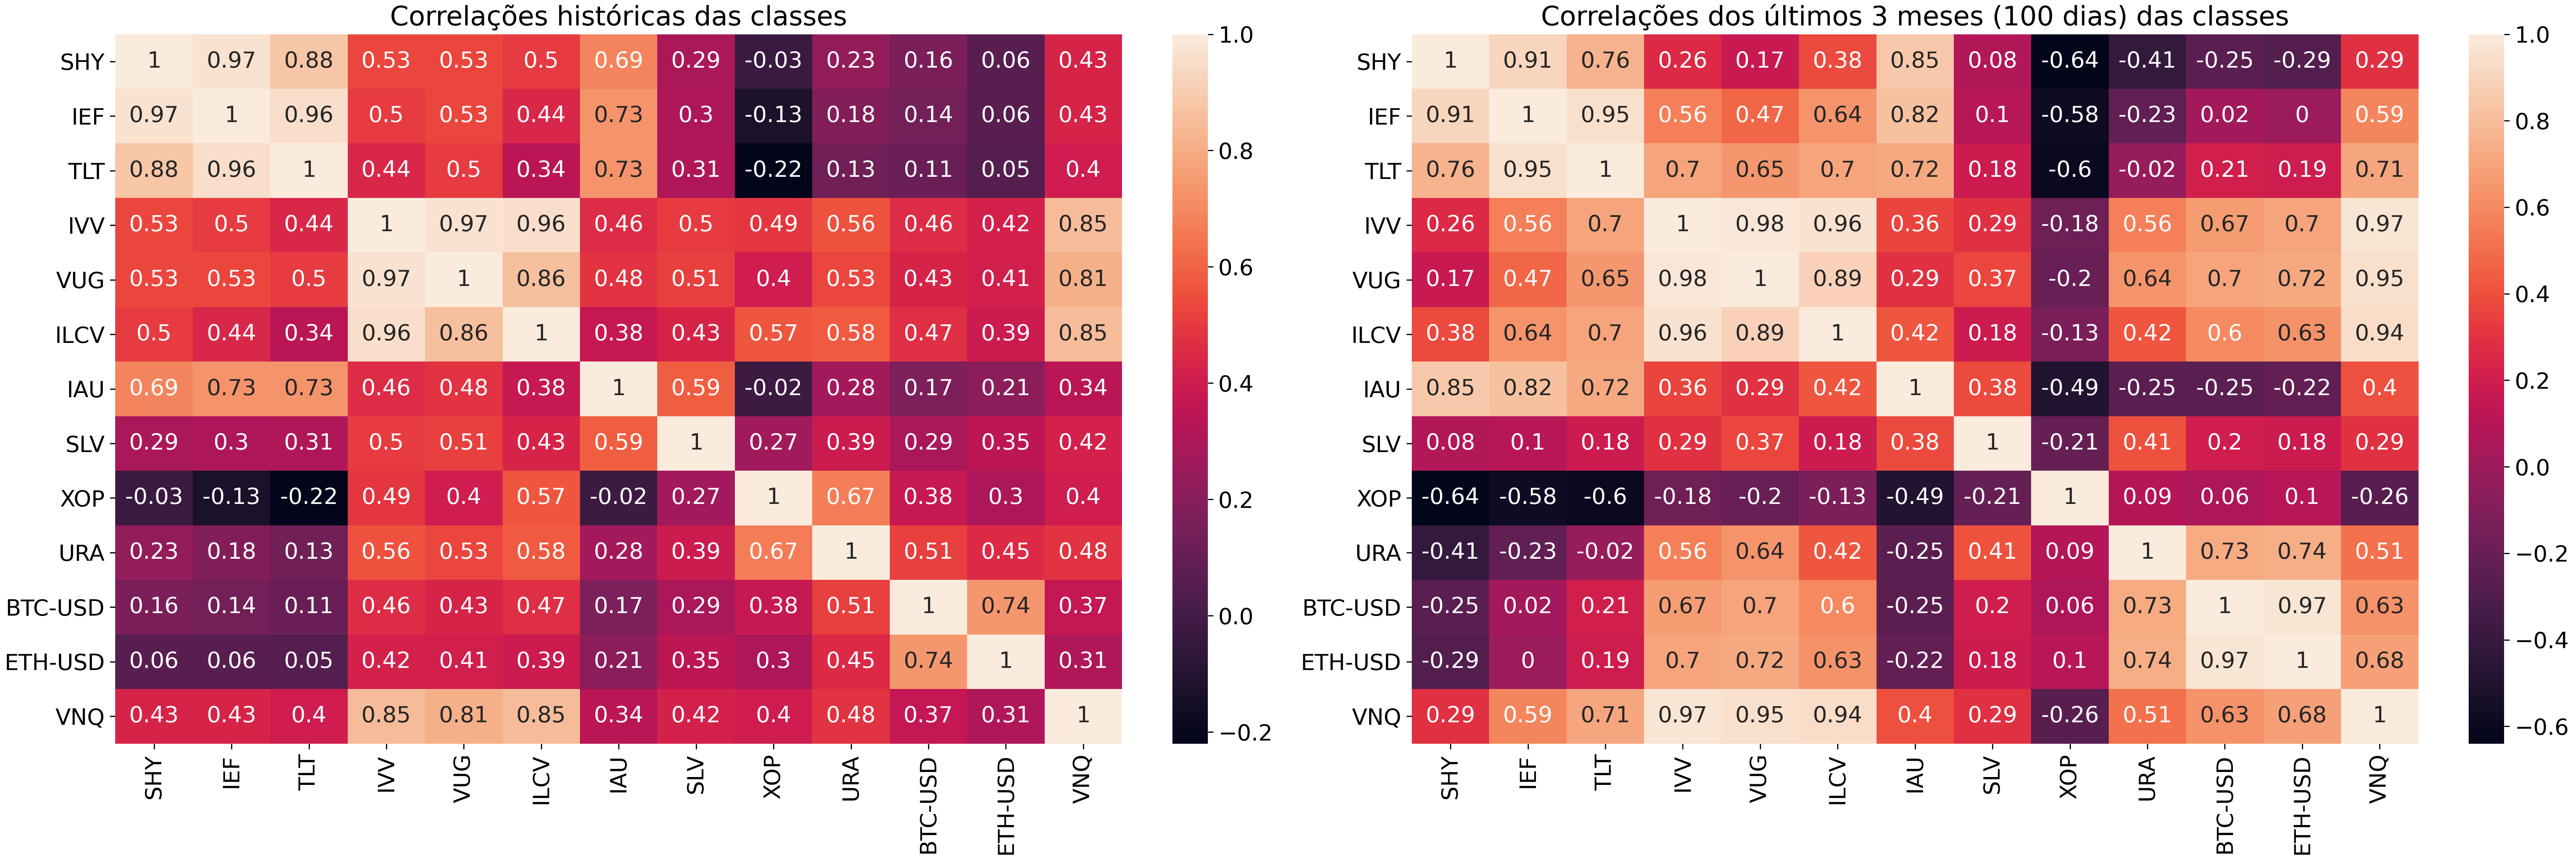 Correlações históricas das classes
SHY 1 0.97 0.88 0.53 0.53 0.5 0.69 0.29 -0.03 0.23 0.16 0.06 0.43
IEF 0.97 1 0.96 0.5 0.53 0.44 0.73 0.3 -0.13 0.18 0.14 0.06 0.43
TLT 0.88 0.96 1 0.44 0.5 0.34 0.73 0.31 -0.22 0.13 0.11 0.05 0.4
IVV 0.53 0.5 0.44 1 0.97 0.96 0.46 0.5 0.49 0.56 0.46 0.42 0.85
VUG 0.53 0.53 0.5 0.97 1 0.86 0.48 0.51 0.4 0.53 0.43 0.41 0.81
ILCV 0.5 0.44 0.34 0.96 0.86 1 0.38 0.43 0.57 0.58 0.47 0.39 0.85
IAU 0.69 0.73 0.73 0.46 0.48 0.38 1 0.59 -0.02 0.28 0.17 0.21 0.34
SLV 0.29 0.3 0.31 0.5 0.51 0.43 0.59 1 0.27 0.39 0.29 0.35 0.42
XOP -0.03 -0.13 -0.22 0.49 0.4 0.57 -0.02 0.27 1 0.67 0.38 0.3 0.4
URA 0.23 0.18 0.13 0.56 0.53 0.58 0.28 0.39 0.67 1 0.51 0.45 0.48
BTC-USD 0.16 0.14 0.11 0.46 0.43 0.47 0.17 0.29 0.38 0.51 1 0.74 0.37
ETH-USD 0.06 0.06 0.05 0.42 0.41 0.39 0.21 0.35 0.3 0.45 0.74 1 0.31
VNQ 0.43 0.43 0.4 0.85 0.81 0.85 0.34 0.42 0.4 0.48 0.37 0.31 1
SHY IEF TLT IVV VUG ILCV IAU SLV XOP URA BTC-USD ETH-USD VNQ
1.0
0.8
0.6
0.4
0.2
0.0
−0.2
Correlações dos últimos 3 meses (100 dias) das classes
SHY 1 0.91 0.76 0.26 0.17 0.38 0.85 0.08 -0.64 -0.41 -0.25 -0.29 0.29
IEF 0.91 1 0.95 0.56 0.47 0.64 0.82 0.1 -0.58 -0.23 0.02 0 0.59
TLT 0.76 0.95 1 0.7 0.65 0.7 0.72 0.18 -0.6 -0.02 0.21 0.19 0.71
IVV 0.26 0.56 0.7 1 0.98 0.96 0.36 0.29 -0.18 0.56 0.67 0.7 0.97
VUG 0.17 0.47 0.65 0.98 1 0.89 0.29 0.37 -0.2 0.64 0.7 0.72 0.95
ILCV 0.38 0.64 0.7 0.96 0.89 1 0.42 0.18 -0.13 0.42 0.6 0.63 0.94
IAU 0.85 0.82 0.72 0.36 0.29 0.42 1 0.38 -0.49 -0.25 -0.25 -0.22 0.4
SLV 0.08 0.1 0.18 0.29 0.37 0.18 0.38 1 -0.21 0.41 0.2 0.18 0.29
XOP -0.64 -0.58 -0.6 -0.18 -0.2 -0.13 -0.49 -0.21 1 0.09 0.06 0.1 -0.26
URA -0.41 -0.23 -0.02 0.56 0.64 0.42 -0.25 0.41 0.09 1 0.73 0.74 0.51
BTC-USD -0.25 0.02 0.21 0.67 0.7 0.6 -0.25 0.2 0.06 0.73 1 0.97 0.63
ETH-USD -0.29 0 0.19 0.7 0.72 0.63 -0.22 0.18 0.1 0.74 0.97 1 0.68
VNQ 0.29 0.59 0.71 0.97 0.95 0.94 0.4 0.29 -0.26 0.51 0.63 0.68 1
SHY IEF TLT IVV VUG ILCV IAU SLV XOP URA BTC-USD ETH-USD VNQ
1.0
0.8
0.6
0.4
0.2
0.0
−0.2
−0.4
−0.6